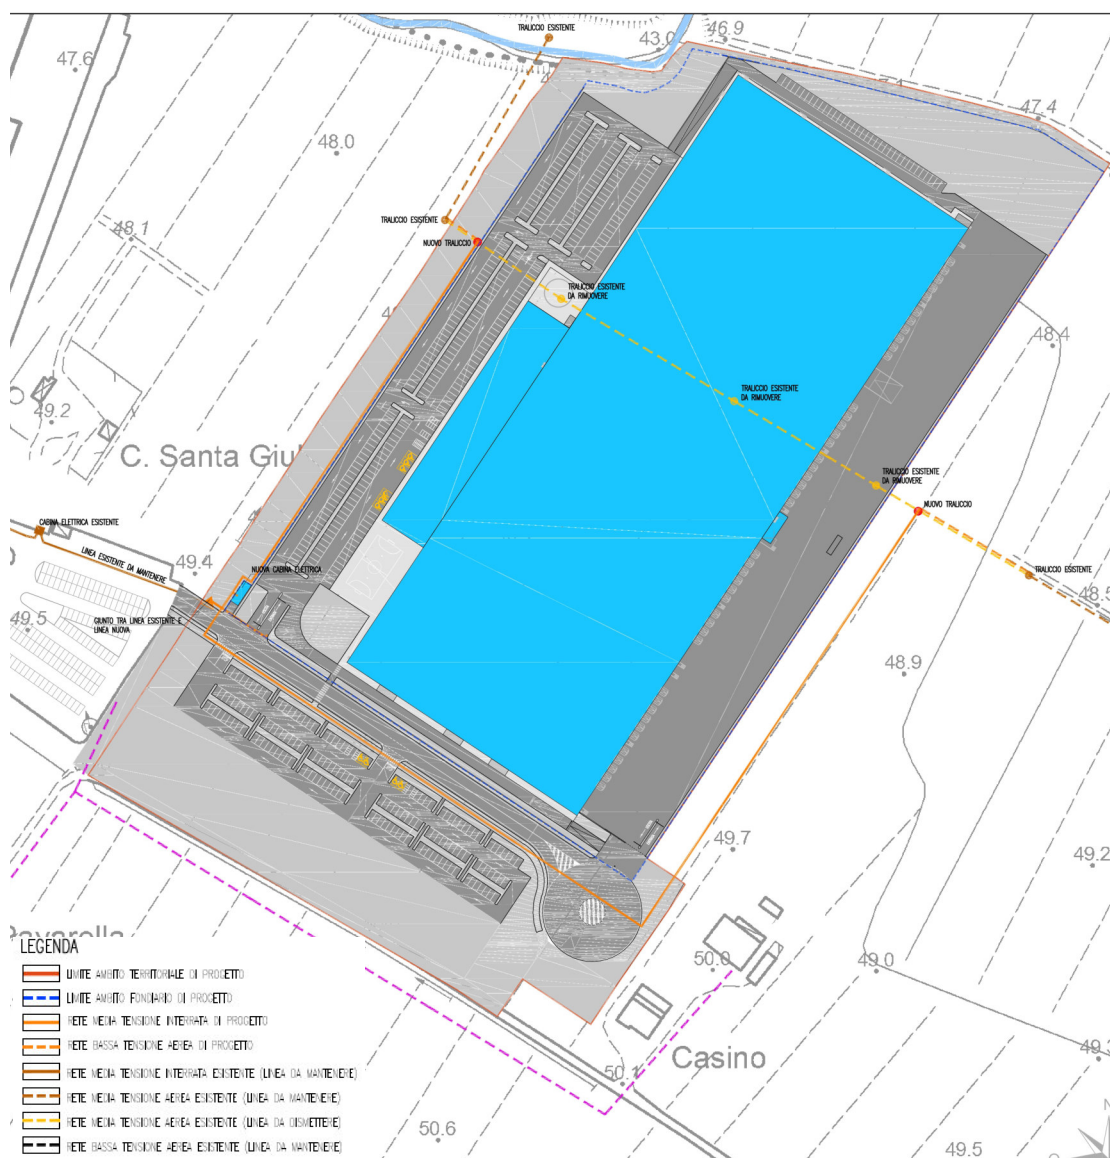 TRALICCIO ESISTENTE
46.9
43.0
47.6
47.4
48.0
TRALICCIO ESISTENTE
48.1
NUOVO TRALICCIO
TRALICCIO ESISTENTE
DA RIMUOVERE
48.4
TRALICCIO ESISTENTE
DA RIMUOVERE
49.2
C. Santa Giul
TRALICCIO ESISTENTE
DA RIMUOVERE
NUOVO TRALICCIO
CABINA ELETTRICA ESISTENTE
LINEA ESISTENTE DA MANTENERE
49.4
NUOVA CABINA ELETTRICA
TRALICCIO ESISTENTE
48.5
49.5
GIUNTO TRA LINEA ESISTENTE E
LINEA NUOVA
48.9
49.7
49.2
Pavarella
50.0
49.0
Casino
50.1
49.3
50.6
49.5
N
LEGENDA
LIMITE AMBITO TERRITORIALE DI PROGETTO
LIMITE AMBITO FONDIARIO DI PROGETTO
RETE MEDIA TENSIONE INTERRATA DI PROGETTO
RETE BASSA TENSIONE AEREA DI PROGETTO
RETE MEDIA TENSIONE INTERRATA ESISTENTE (LINEA DA MANTENERE)
RETE MEDIA TENSIONE AEREA ESISTENTE (LINEA DA MANTENERE)
RETE MEDIA TENSIONE AEREA ESISTENTE (LINEA DA DISMETTERE)
RETE BASSA TENSIONE AEREA ESISTENTE (LINEA DA MANTENERE)